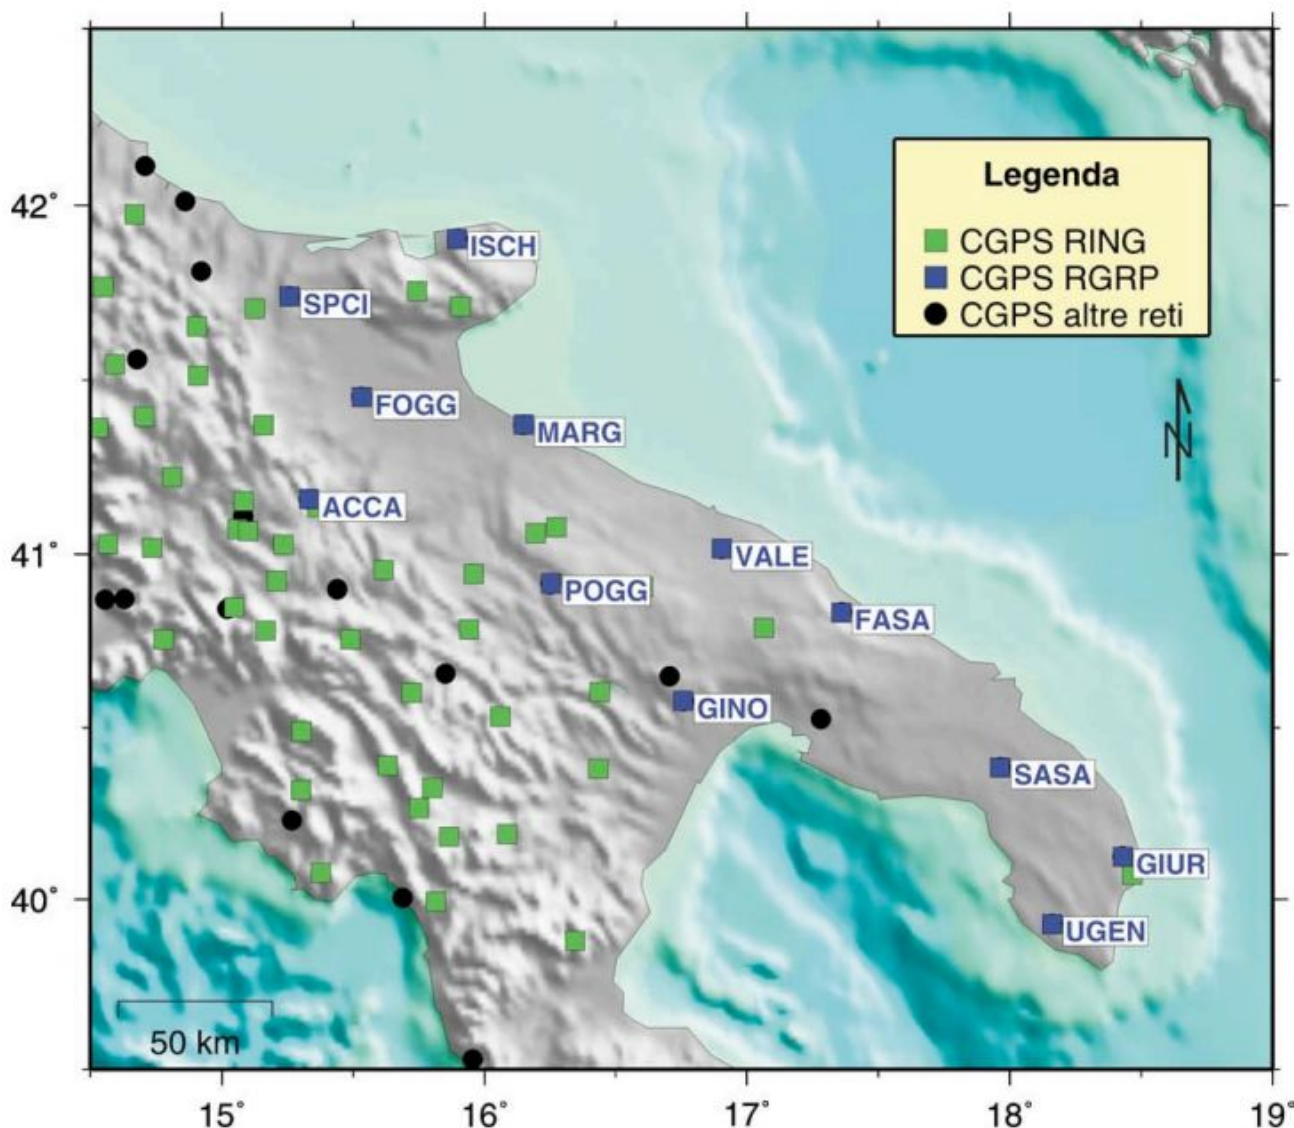 Legenda
CGPS RING
CGPS RGRP
CGPS altre reti
42°
41°
40°
ISCH
SPCI
FOGG
MARG
ACCA
VALE
POGG
FASA
GINO
SASA
GIUR
UGEN
N
50 km
15°
16°
17°
18°
19°